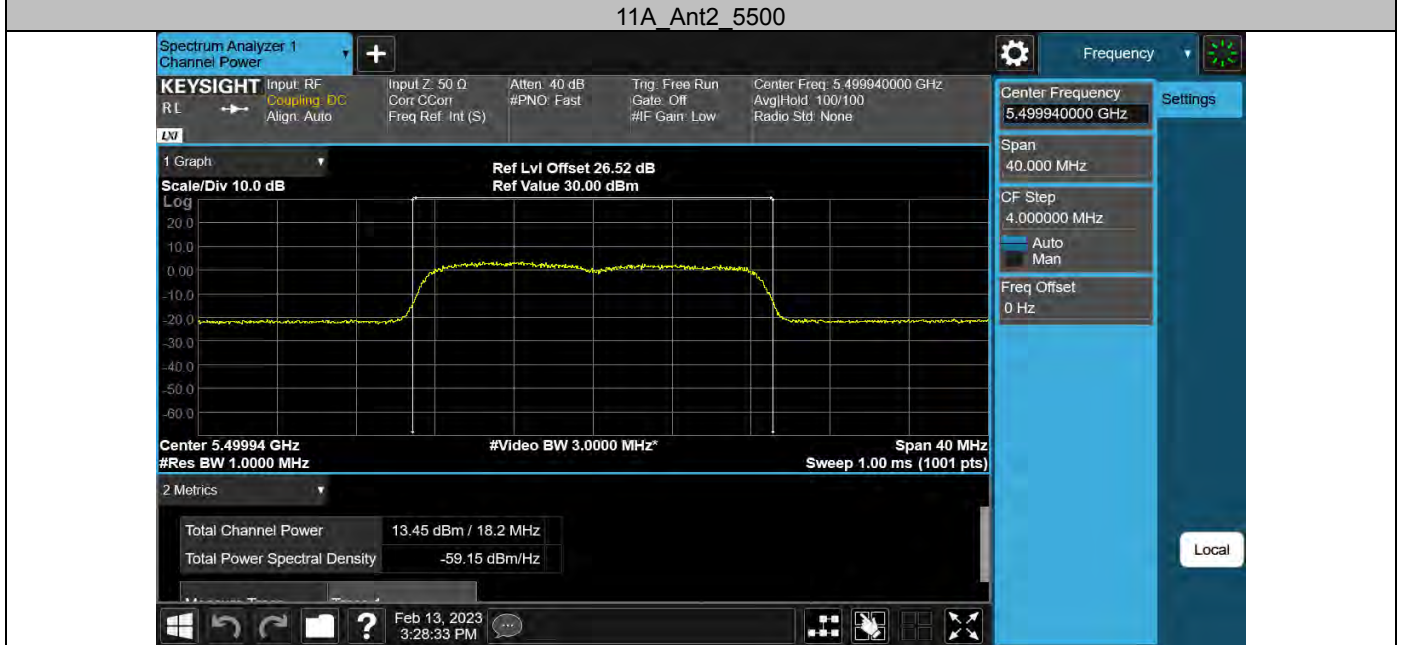 11A_Ant2_5500
Spectrum Analyzer 1
Channel Power
Frequency
KEYSIGHT
RL
LXI
Input: RF
Coupling: DC
Align: Auto
Input Z: 50 Ω
Corr CCorr
Freq Ref: Int (S)
Atten: 40 dB
#PNO: Fast
Trig: Free Run
Gate: Off
#IF Gain: Low
Center Freq: 5.499940000 GHz
Avg|Hold: 100/100
Radio Std: None
Center Frequency
5.499940000 GHz
Settings
Span
40.000 MHz
CF Step
4.000000 MHz
Auto
Man
Freq Offset
0 Hz
1 Graph
Scale/Div 10.0 dB
Ref Lvl Offset 26.52 dB
Ref Value 30.00 dBm
Log
20.0
10.0
0.00
-10.0
-20.0
-30.0
-40.0
-50.0
-60.0
Center 5.49994 GHz
#Video BW 3.0000 MHz*
Span 40 MHz
#Res BW 1.0000 MHz
Sweep 1.00 ms (1001 pts)
2 Metrics
Total Channel Power 13.45 dBm / 18.2 MHz
Total Power Spectral Density -59.15 dBm/Hz
Local
?
Feb 13, 2023
3:28:33 PM